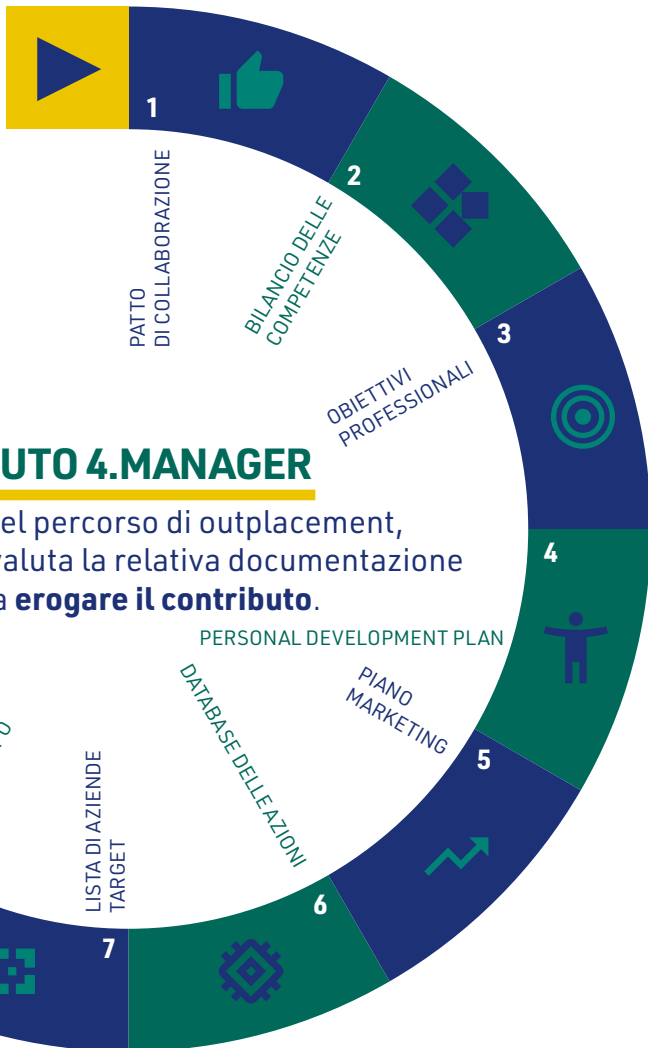 1
PATTO
DI COLLABORAZIONE
2
BILANCIO DELLE
COMPETENZE
3
OBIETTIVI
PROFESSIONALI
UTO 4.MANAGER
el percorso di outplacement,
valuta la relativa documentazione
a erogare il contributo.
4
PERSONAL DEVELOPMENT PLAN
5
PIANO
MARKETING
6
DATABASE DELLE AZIONI
7
LISTA DI AZIENDE
TARGET